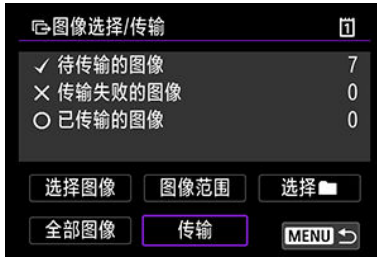 图像选择/传输 1
待传输的图像 7
传输失败的图像 0
已传输的图像 0
选择图像 图像范围 选择
全部图像 传输 MENU